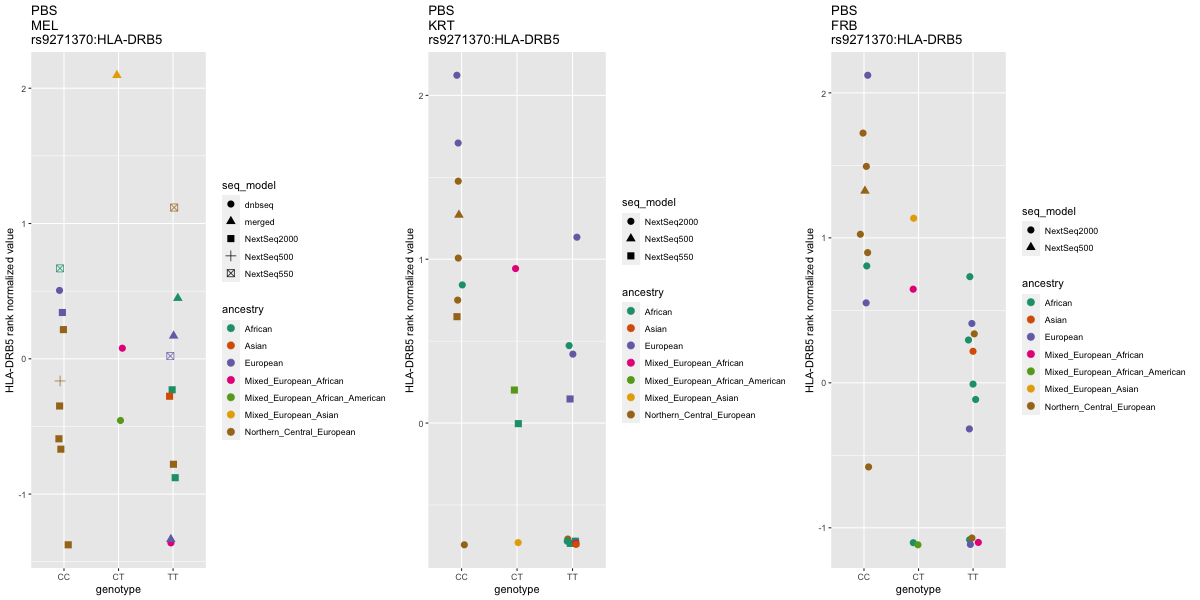 PBS
MEL
rs9271370:HLA-DRB5
HLA-DRB5 rank normalized value
2
1
0
-1
CC
CT
TT
genotype
seq_model
dnbseq
merged
NextSeq2000
NextSeq500
NextSeq550
ancestry
African
Asian
European
Mixed_European_African
Mixed_European_African_American
Mixed_European_Asian
Northern_Central_European
PBS
KRT
rs9271370:HLA-DRB5
HLA-DRB5 rank normalized value
2
1
0
CC
CT
TT
genotype
seq_model
NextSeq2000
NextSeq500
NextSeq550
ancestry
African
Asian
European
Mixed_European_African
Mixed_European_African_American
Mixed_European_Asian
Northern_Central_European
PBS
FRB
rs9271370:HLA-DRB5
HLA-DRB5 rank normalized value
2
1
0
-1
CC
CT
TT
genotype
seq_model
NextSeq2000
NextSeq500
ancestry
African
Asian
European
Mixed_European_African
Mixed_European_African_American
Mixed_European_Asian
Northern_Central_European